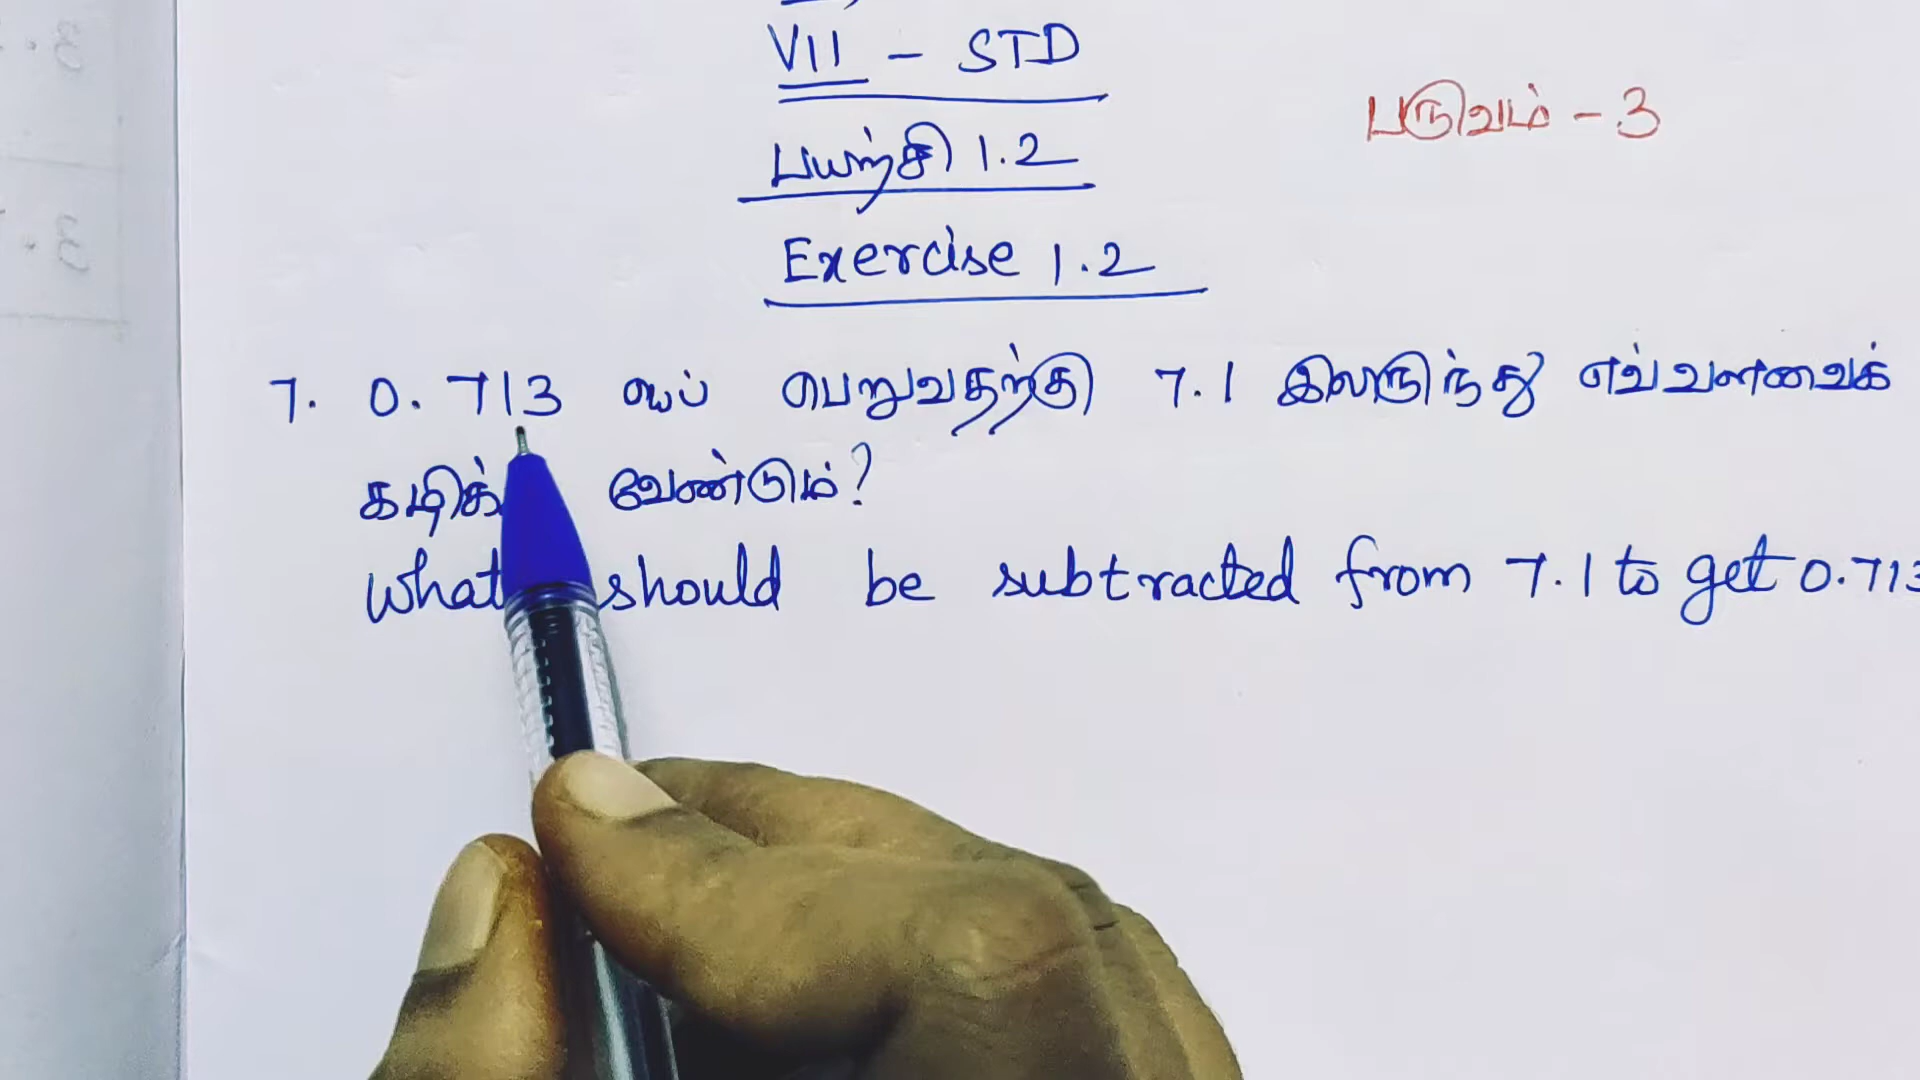 VII - STD
பருவம் - 3
பயிற்சி 1.2
Exercise 1.2
7. 0.713 ஐப் பெறுவதற்கு 7.1 இலிருந்து எவ்வளவைக்
வேண்டும்?
What should be subtracted from 7.1 to get 0.713